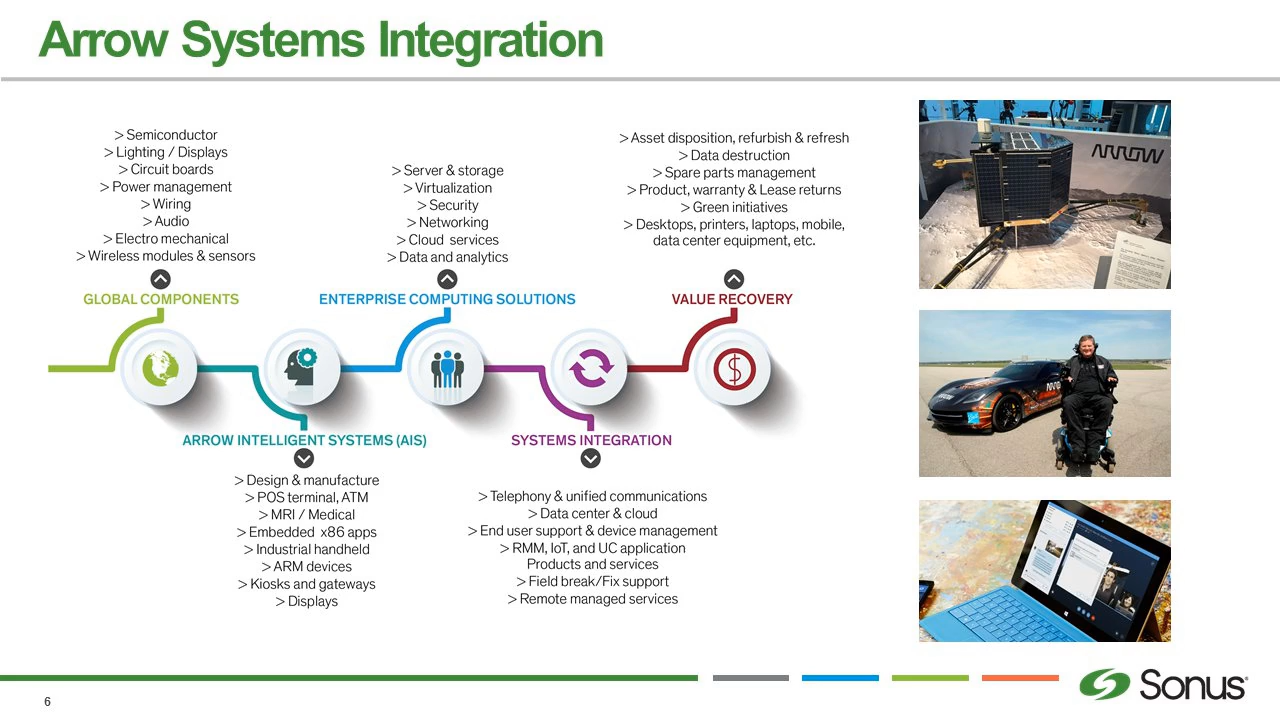 Arrow Systems Integration
> Semiconductor
> Lighting / Displays
> Circuit boards
> Power management
> Wiring
> Audio
> Electro mechanical
> Wireless modules & sensors
GLOBAL COMPONENTS
> Server & storage
> Virtualization
> Security
> Networking
> Cloud services
> Data and analytics
ENTERPRISE COMPUTING SOLUTIONS
> Asset disposition, refurbish & refresh
> Data destruction
> Spare parts management
> Product, warranty & Lease returns
> Green initiatives
> Desktops, printers, laptops, mobile,
data center equipment, etc.
VALUE RECOVERY
$
ARROW INTELLIGENT SYSTEMS (AIS)
> Design & manufacture
> POS terminal, ATM
> MRI / Medical
> Embedded x86 apps
> Industrial handheld
> ARM devices
> Kiosks and gateways
> Displays
SYSTEMS INTEGRATION
> Telephony & unified communications
> Data center & cloud
> End user support & device management
> RMM, IoT, and UC application
Products and services
> Field break/Fix support
> Remote managed services
ARROW
6
Sonus®